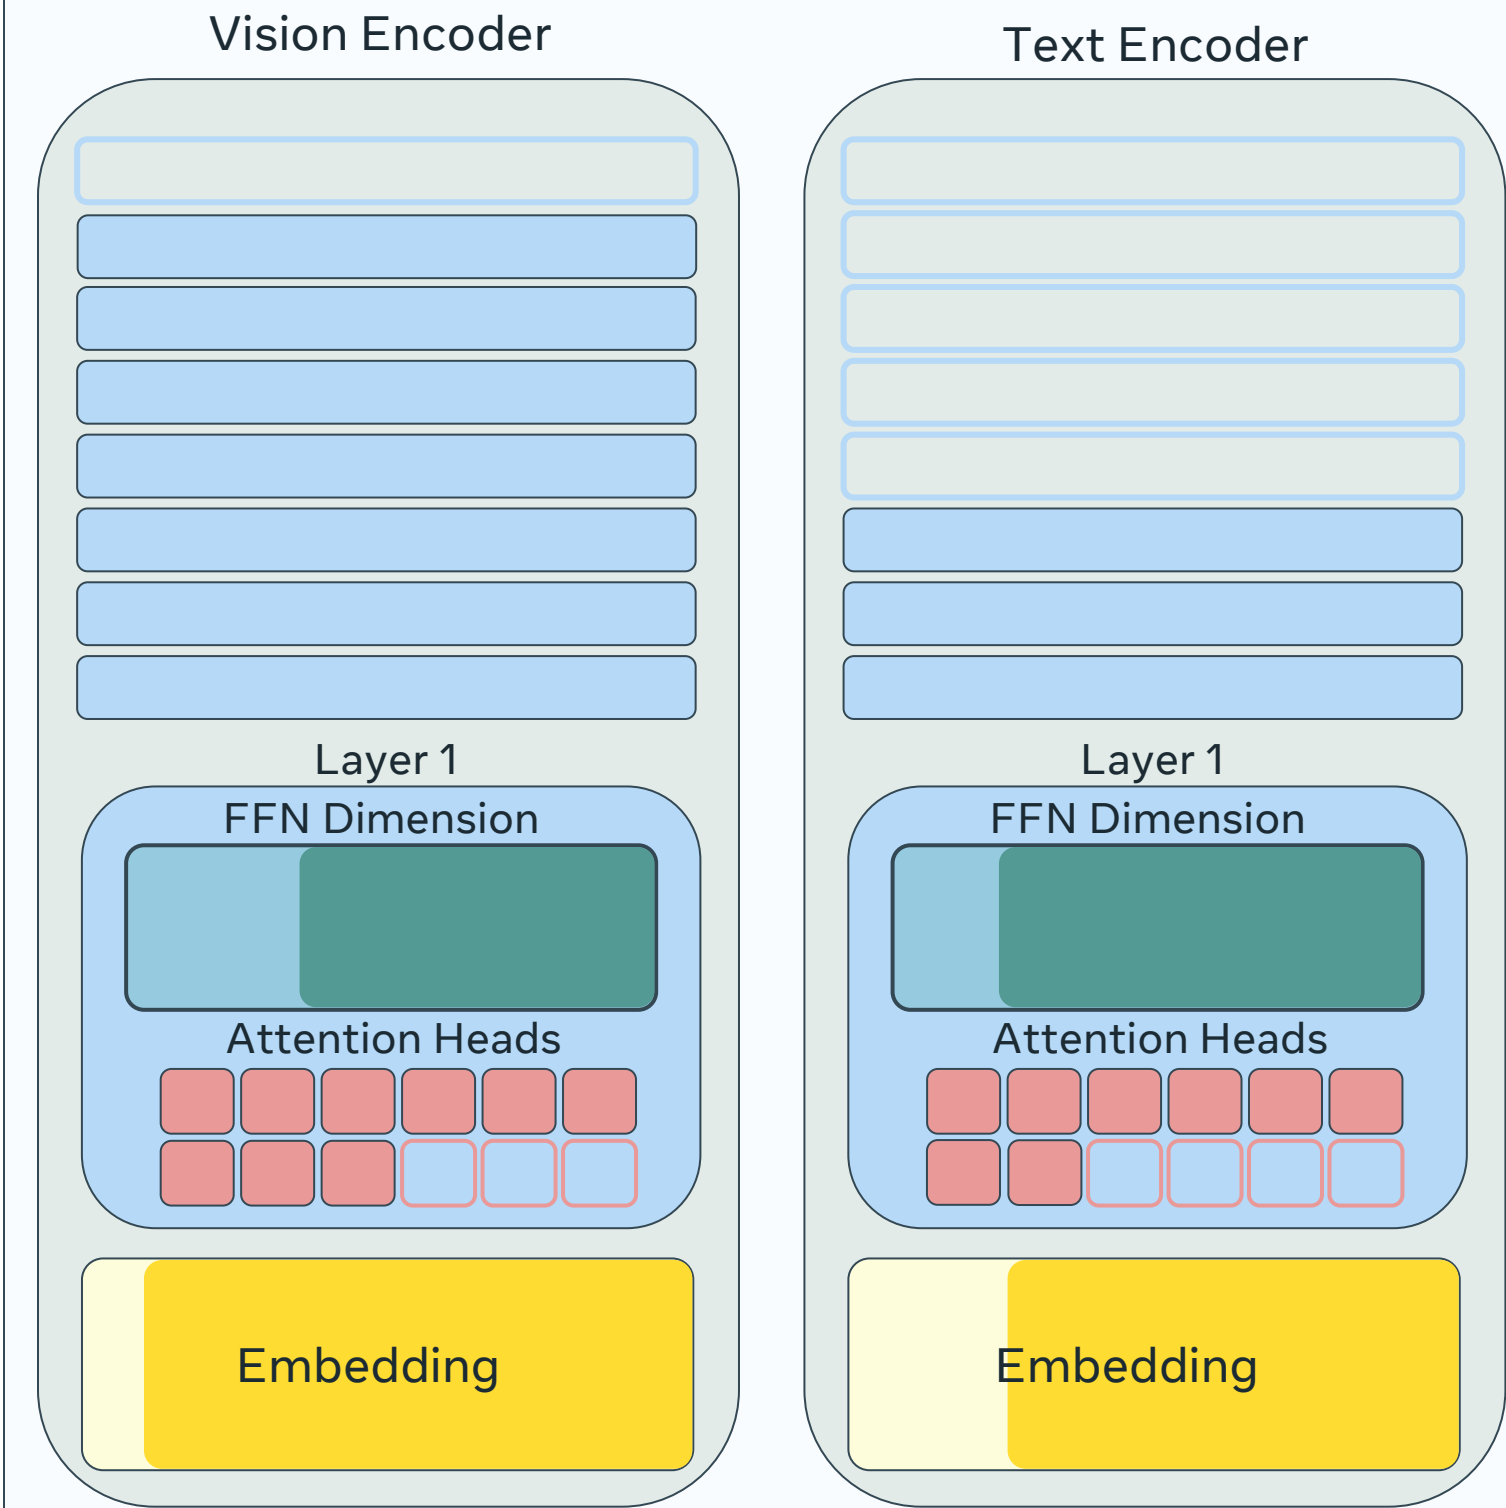 Vision Encoder
Layer 1
FFN Dimension
Attention Heads
Embedding
Text Encoder
Layer 1
FFN Dimension
Attention Heads
Embedding